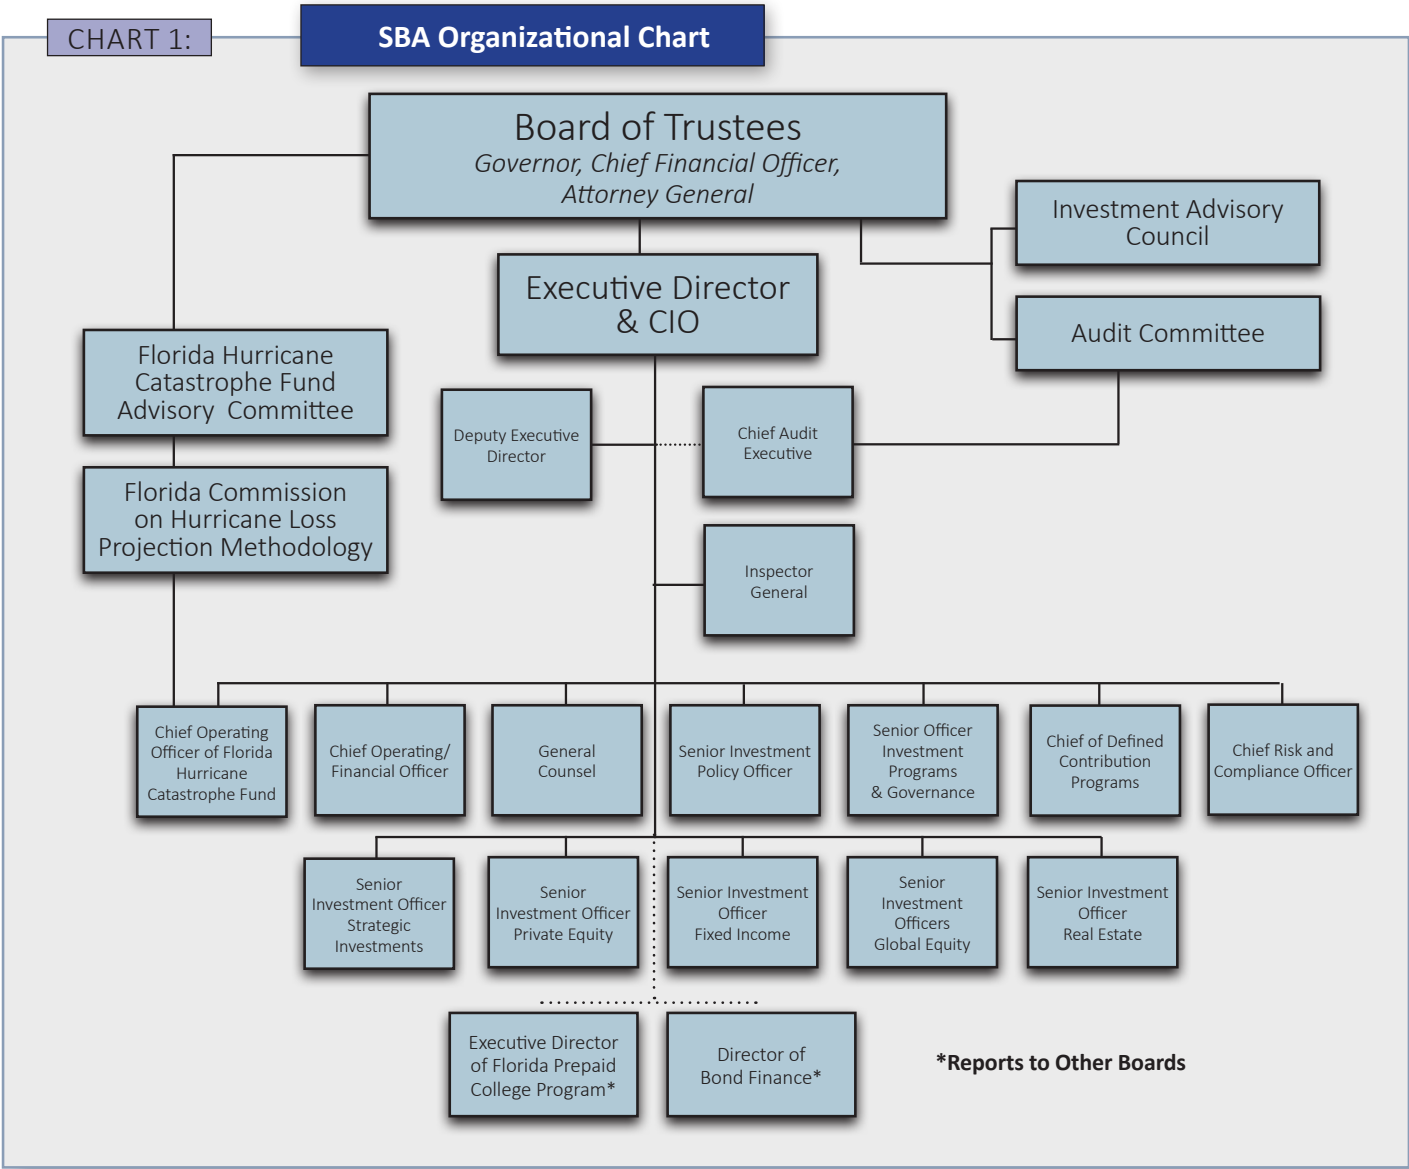 CHART 1:
SBA Organizational Chart
Board of Trustees
Governor, Chief Financial Officer,
Attorney General
Investment Advisory
Council
Executive Director
& CIO
Audit Committee
Florida Hurricane
Catastrophe Fund
Advisory Committee
Deputy Executive
Director
Chief Audit
Executive
Florida Commission
on Hurricane Loss
Projection Methodology
Inspector
General
Chief Operating
Officer of Florida
Hurricane
Catastrophe Fund
Chief Operating/
Financial Officer
General
Counsel
Senior Investment
Policy Officer
Senior Officer
Investment
Programs
& Governance
Chief of Defined
Contribution
Programs
Chief Risk and
Compliance Officer
Senior
Investment Officer
Strategic
Investments
Senior
Investment Officer
Private Equity
Senior Investment
Officer
Fixed Income
Senior
Investment
Officers
Global Equity
Senior Investment
Officer
Real Estate
Executive Director
of Florida Prepaid
College Program*
Director of
Bond Finance*
*Reports to Other Boards